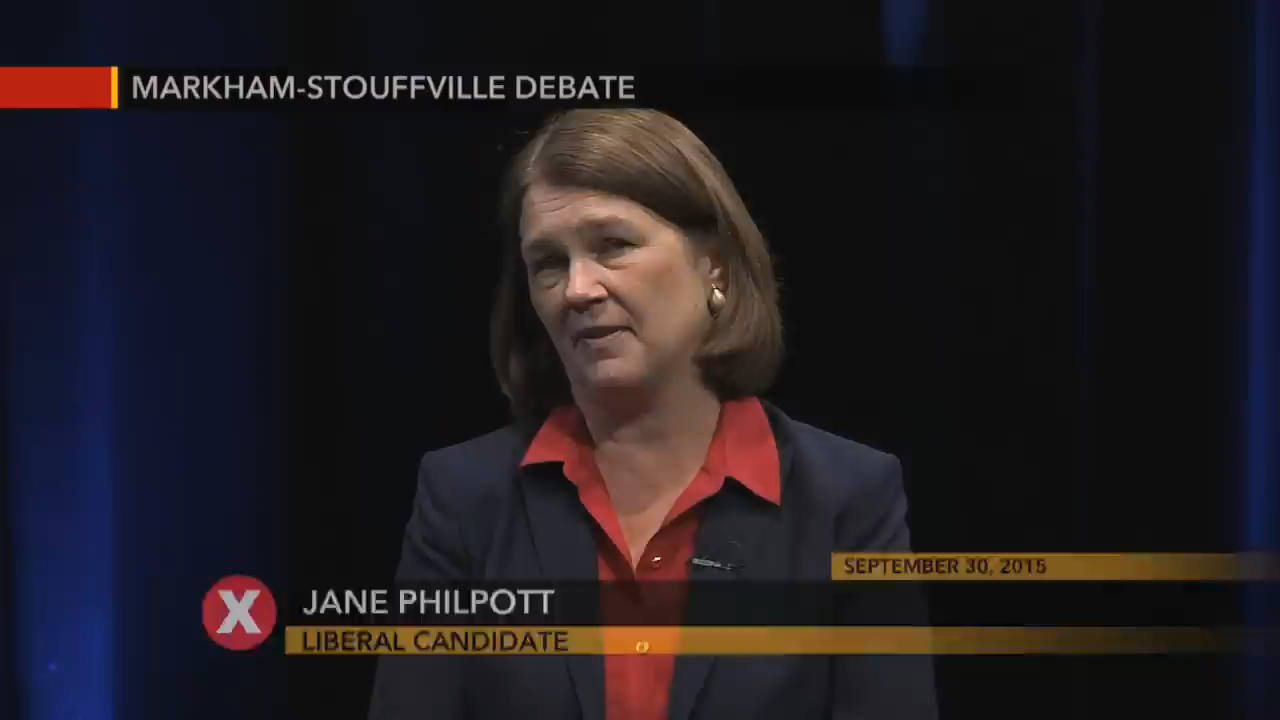 MARKHAM-STOUFFVILLE DEBATE
SEPTEMBER 30, 2015
X
JANE PHILPOTT
LIBERAL CANDIDATE